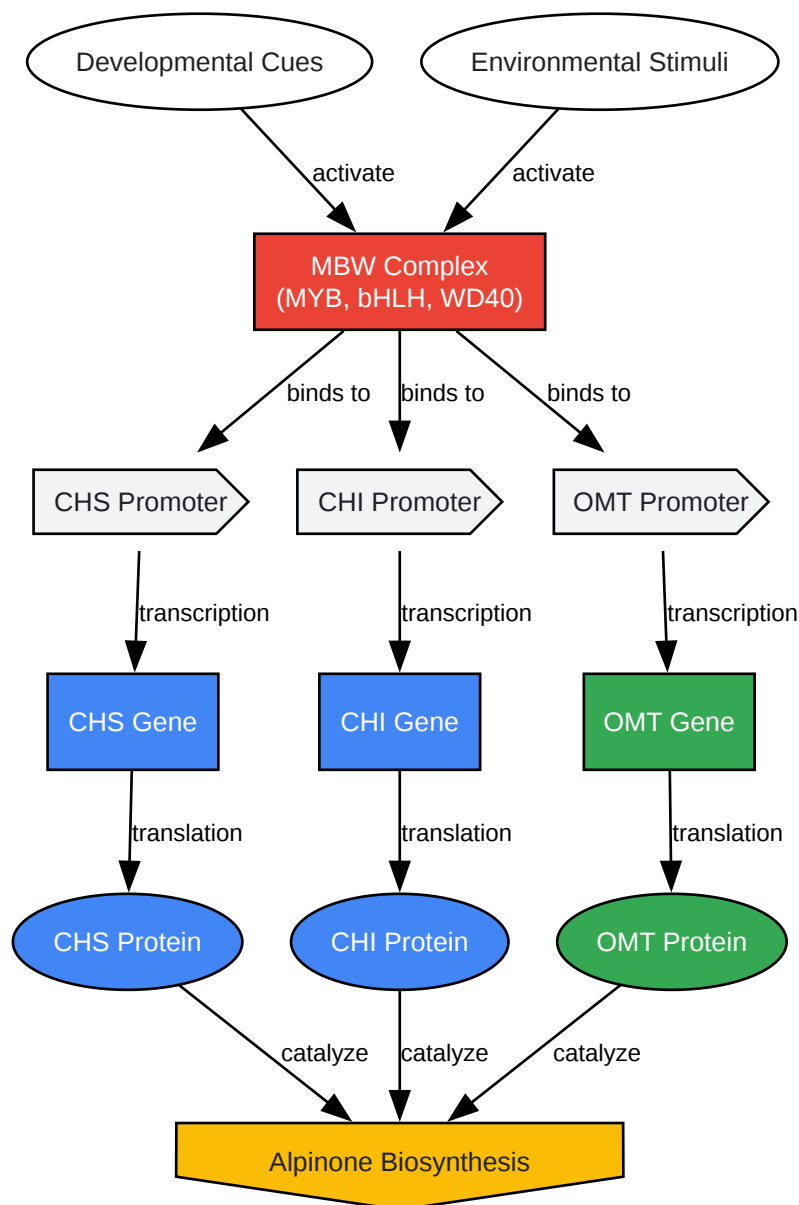 Developmental Cues
Environmental Stimuli
activate
activate
MBW Complex
(MYB, bHLH, WD40)
binds to
binds to
binds to
CHS Promoter
CHI Promoter
OMT Promoter
transcription
transcription
transcription
CHS Gene
CHI Gene
OMT Gene
translation
translation
translation
CHS Protein
CHI Protein
OMT Protein
catalyze
catalyze
catalyze
Alpinone Biosynthesis